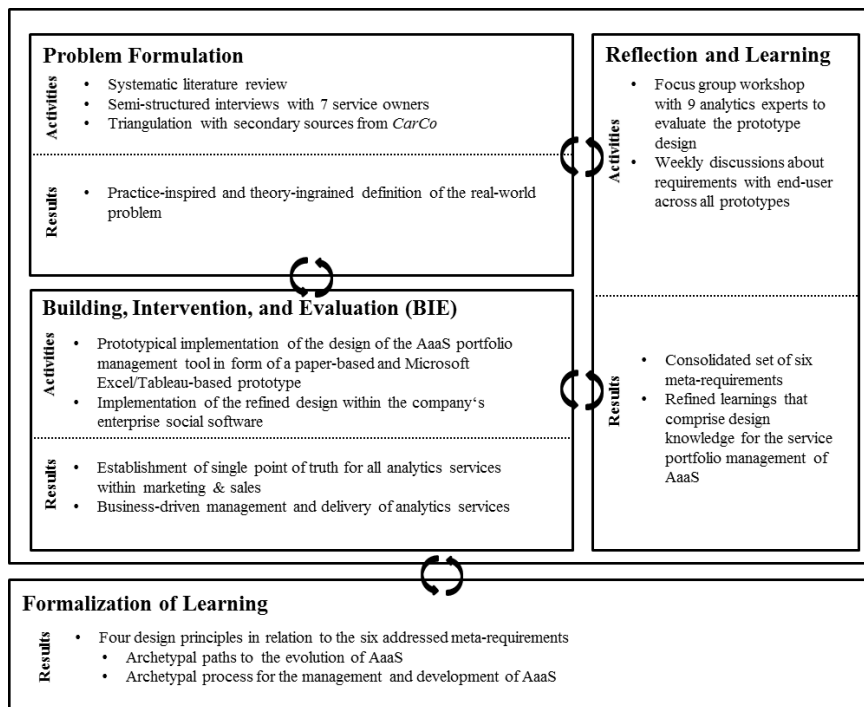 Problem Formulation
Activities
• Systematic literature review
• Semi-structured interviews with 7 service owners
• Triangulation with secondary sources from CarCo
Results
• Practice-inspired and theory-ingrained definition of the real-world
problem
Building, Intervention, and Evaluation (BIE)
Activities
• Prototypical implementation of the design of the AaaS portfolio
management tool in form of a paper-based and Microsoft
Excel/Tableau-based prototype
• Implementation of the refined design within the company‘s
enterprise social software
Results
• Establishment of single point of truth for all analytics services
within marketing & sales
• Business-driven management and delivery of analytics services
Reflection and Learning
Activities
• Focus group workshop
with 9 analytics experts to
evaluate the prototype
design
• Weekly discussions about
requirements with end-user
across all prototypes
Results
• Consolidated set of six
meta-requirements
• Refined learnings that
comprise design
knowledge for the service
portfolio management of
AaaS
Formalization of Learning
Results
• Four design principles in relation to the six addressed meta-requirements
• Archetypal paths to the evolution of AaaS
• Archetypal process for the management and development of AaaS